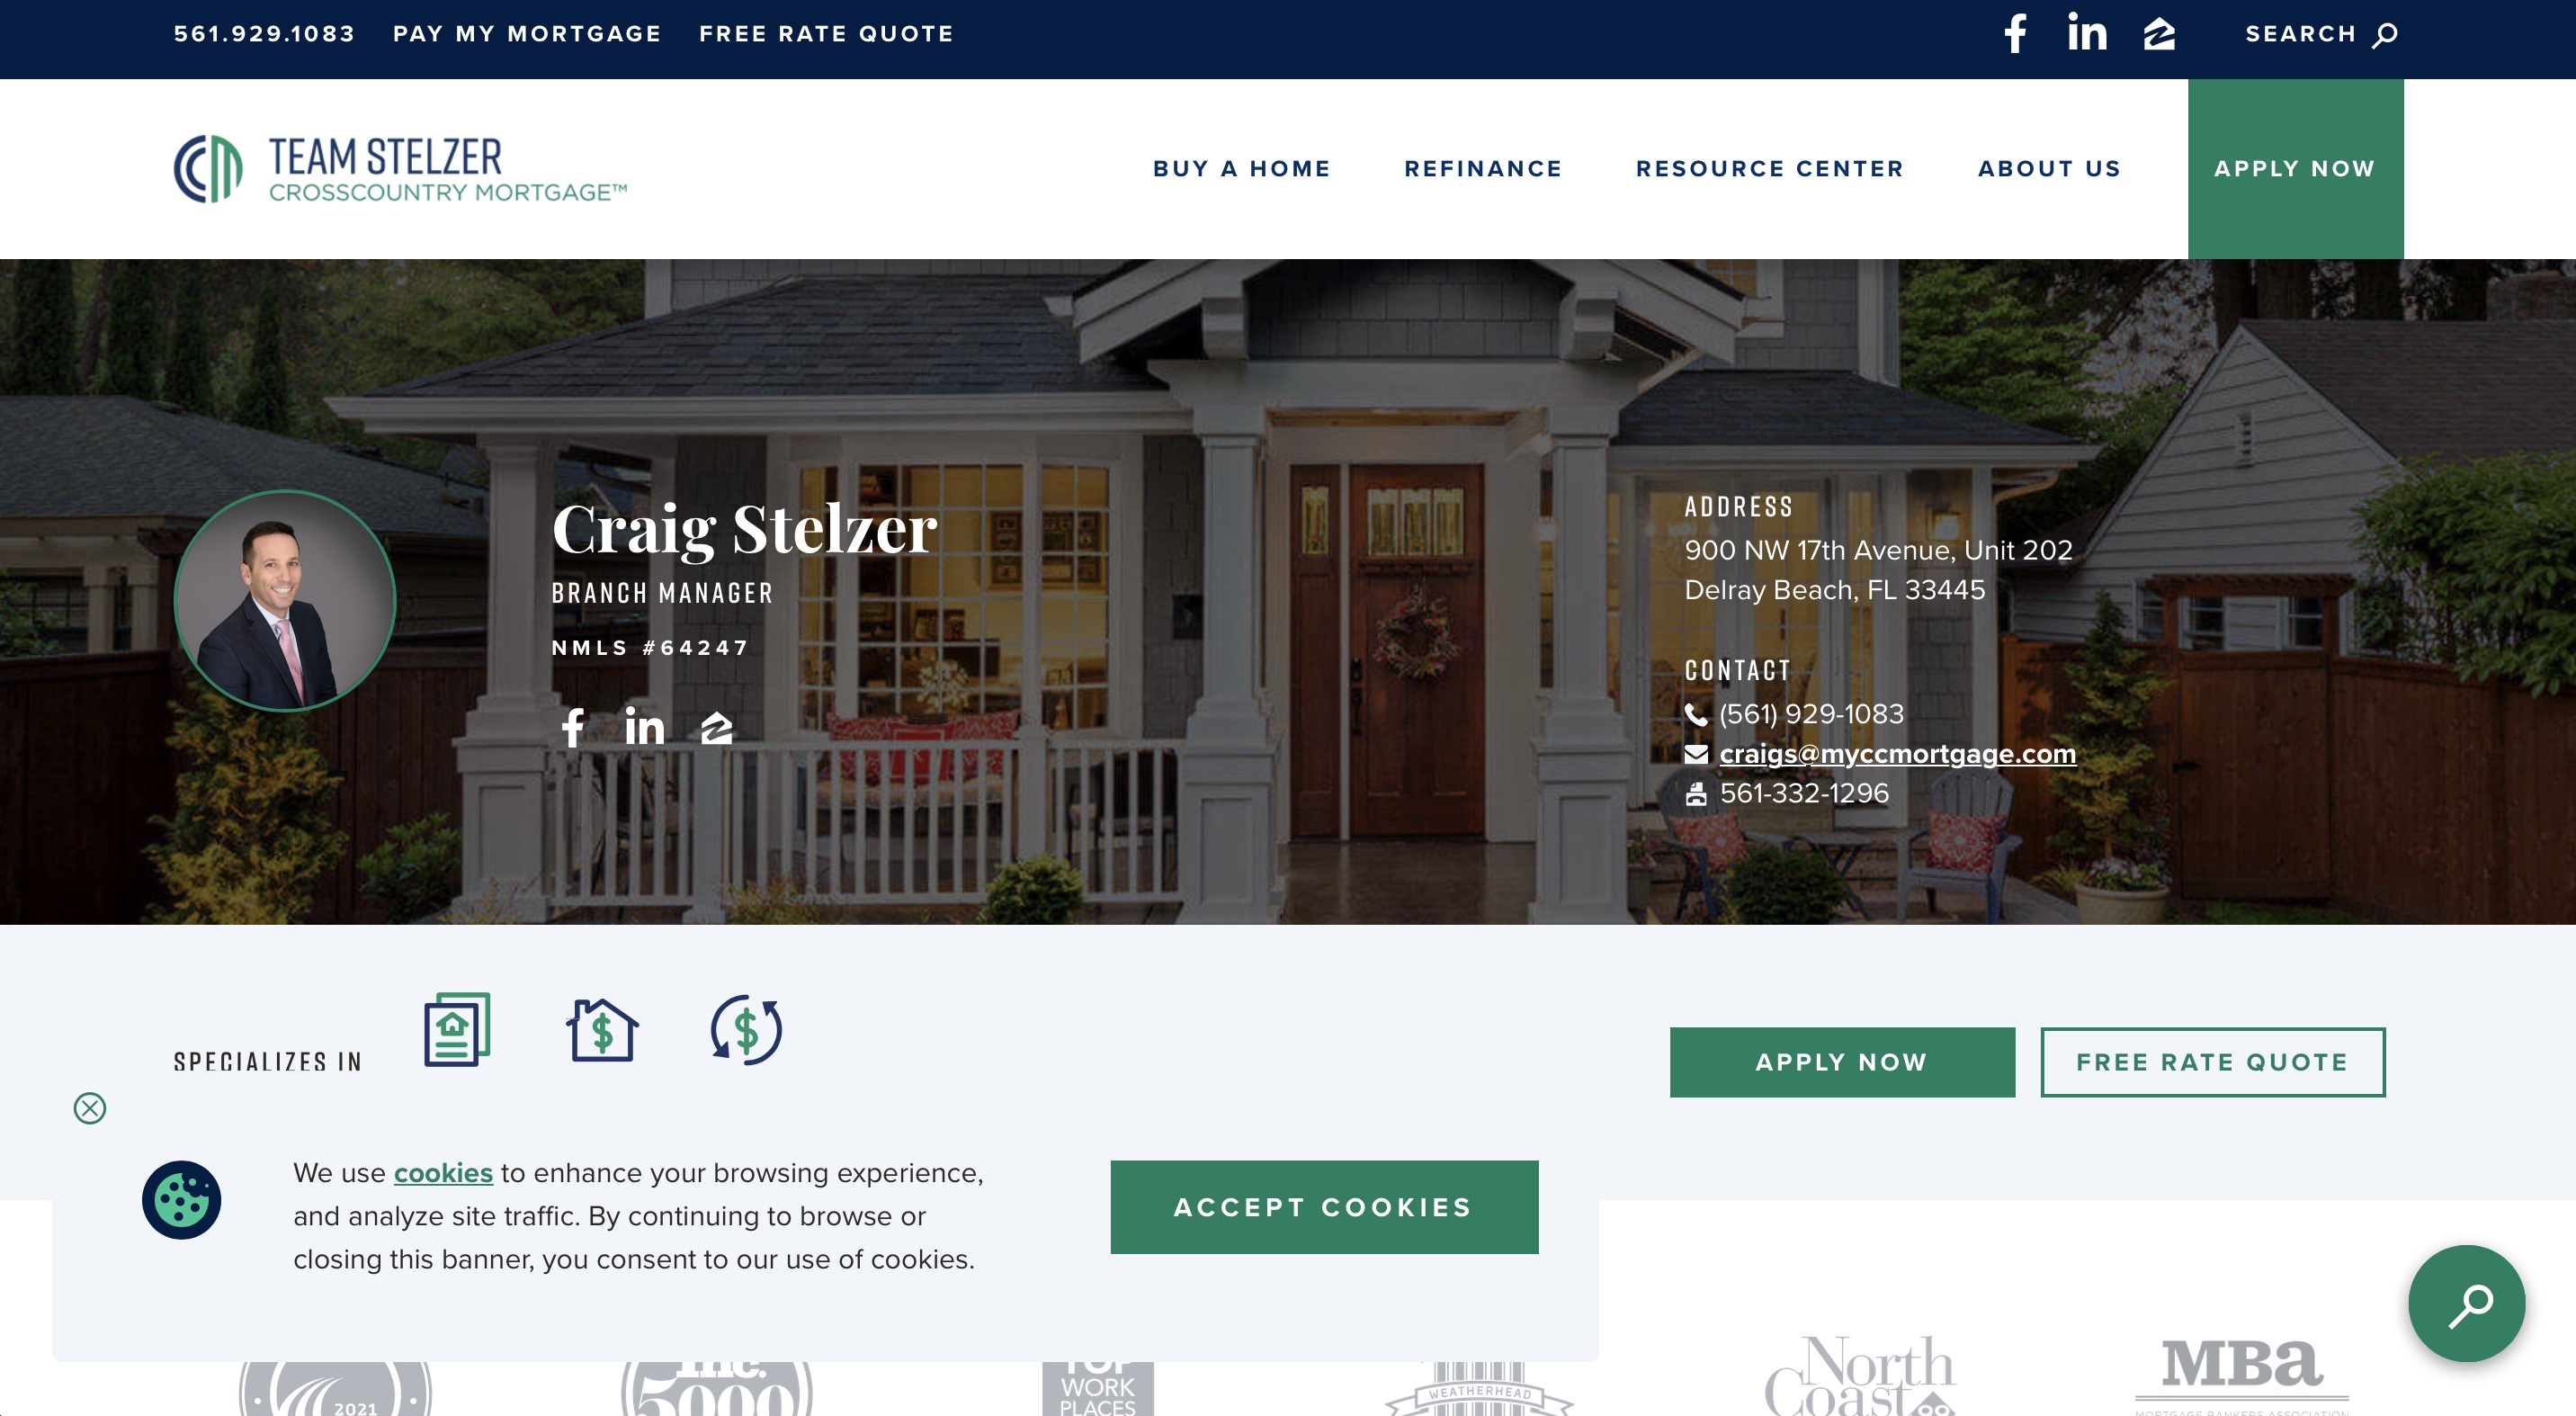 561.929.1083 PAY MY MORTGAGE FREE RATE QUOTE SEARCH
TEAM STELZER
CROSSCOUNTRY MORTGAGE™
BUY A HOME REFINANCE RESOURCE CENTER ABOUT US APPLY NOW
Craig Stelzer
BRANCH MANAGER
NMLS #64247
ADDRESS
900 NW 17th Avenue, Unit 202
Delray Beach, FL 33445
CONTACT
(561) 929-1083
craigs@myccmortgage.com
561-332-1296
SPECIALIZES IN
APPLY NOW FREE RATE QUOTE
We use cookies to enhance your browsing experience,
and analyze site traffic. By continuing to browse or
closing this banner, you consent to our use of cookies.
ACCEPT COOKIES
2021
Inc.
5000
TOP
WORK
PLACES
WEATHERHEAD
North
Coast
MBa
MORTGAGE BANKERS ASSOCIATION